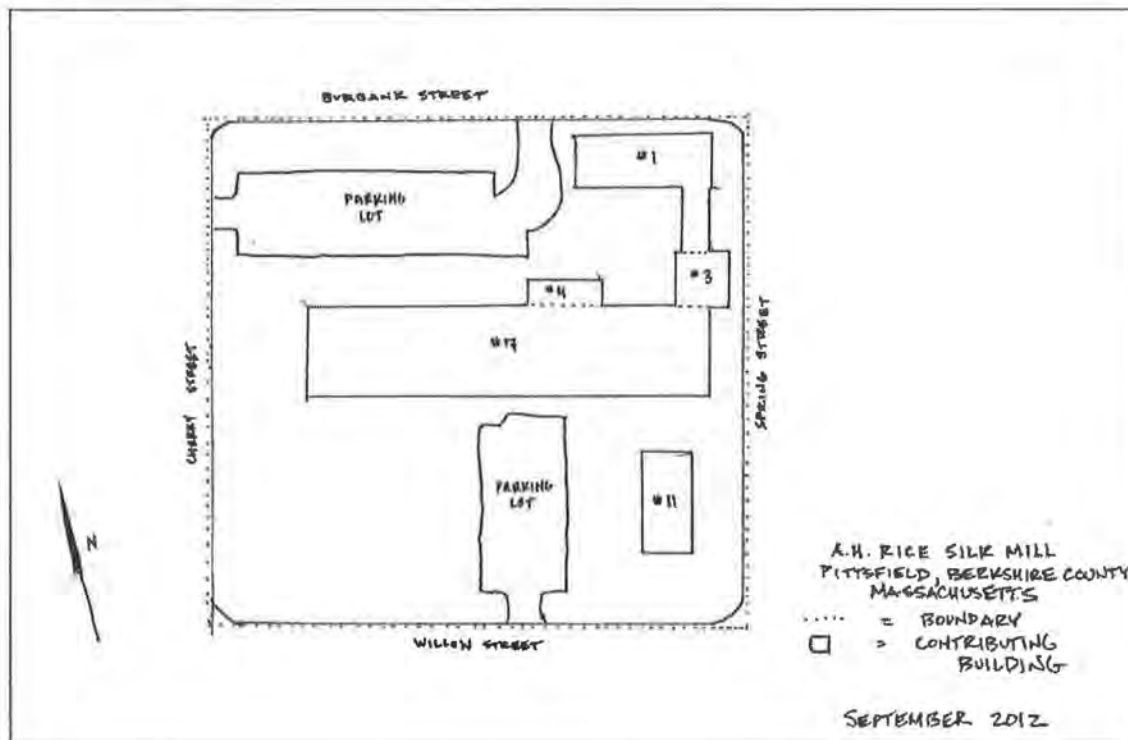 BURBANK STREET
#1
PARKING
LOT
#3
#4
#17
CHERRY STREET
SPRING STREET
PARKING
LOT
#11
N
A.H. RICE SILK MILL
PITTSFIELD, BERKSHIRE COUNTY
MASSACHUSETTS
..... = BOUNDARY
= CONTRIBUTING
BUILDING
WILLOW STREET
SEPTEMBER 2012